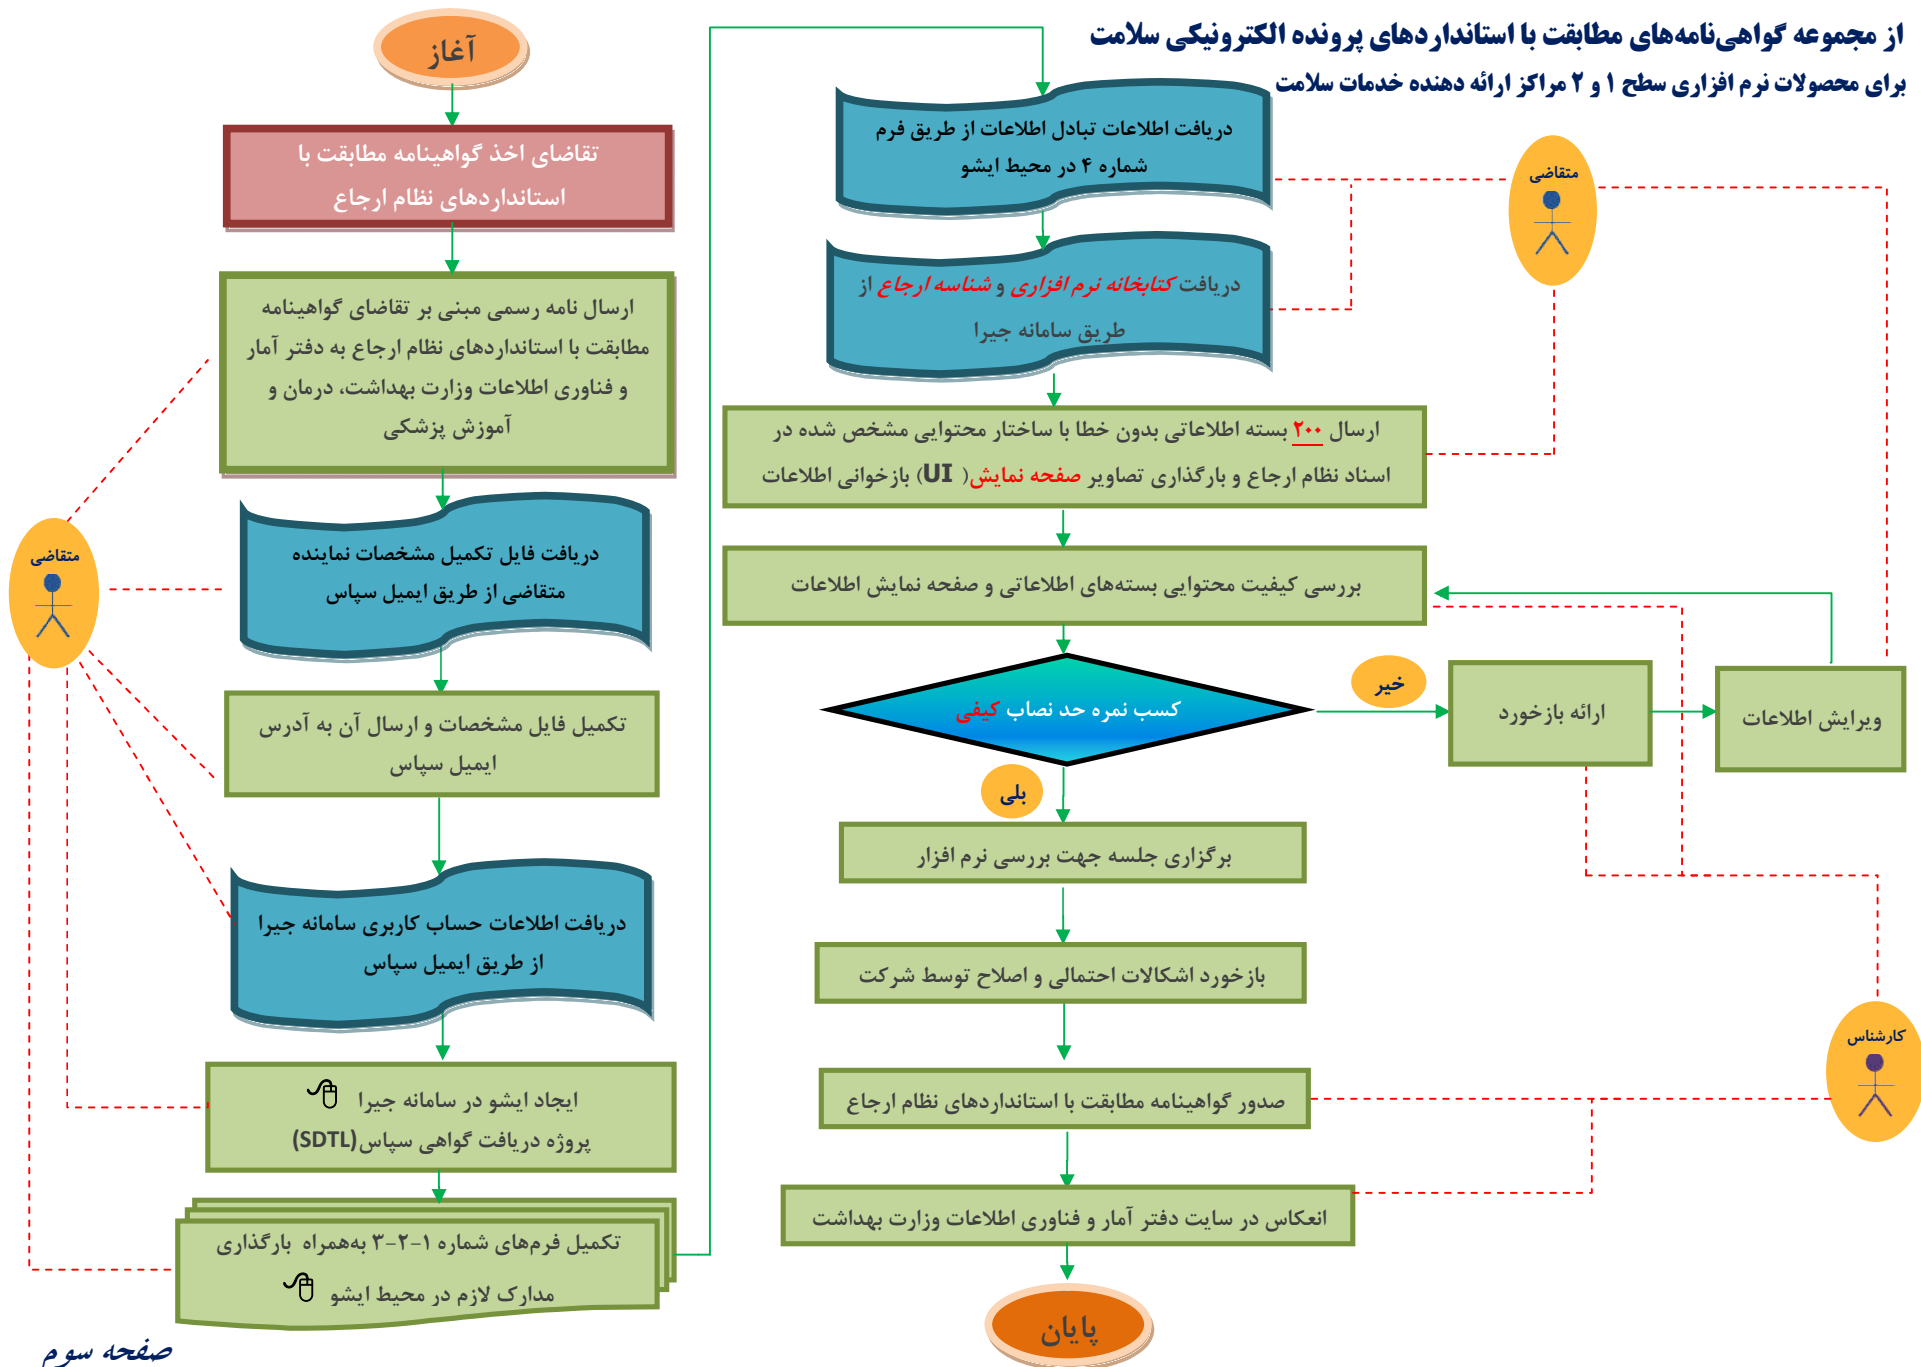 از مجموعه گواهی‌نامه‌های مطابقت با استانداردهای پرونده الکترونیکی سلامت
برای محصولات نرم افزاری سطح ۱ و ۲ مراکز ارائه دهنده خدمات سلامت
آغاز
تقاضای اخذ گواهینامه مطابقت با
استانداردهای نظام ارجاع
ارسال نامه رسمی مبنی بر تقاضای گواهینامه
مطابقت با استانداردهای نظام ارجاع به دفتر آمار
و فناوری اطلاعات وزارت بهداشت، درمان و
آموزش پزشکی
متقاضی
دریافت فایل تکمیل مشخصات نماینده
متقاضی از طریق ایمیل سپاس
تکمیل فایل مشخصات و ارسال آن به آدرس
ایمیل سپاس
دریافت اطلاعات حساب کاربری سامانه جیرا
از طریق ایمیل سپاس
ایجاد ایشو در سامانه جیرا
پروژه دریافت گواهی سپاس(SDTL)
تکمیل فرم‌های شماره ۱-۲-۳ به‌همراه بارگذاری
مدارک لازم در محیط ایشو
دریافت اطلاعات تبادل اطلاعات از طریق فرم
شماره ۴ در محیط ایشو
متقاضی
دریافت کتابخانه نرم افزاری و شناسه ارجاع از
طریق سامانه جیرا
ارسال ۲۰۰ بسته اطلاعاتی بدون خطا با ساختار محتوایی مشخص شده در
اسناد نظام ارجاع و بارگذاری تصاویر صفحه نمایش( UI) بازخوانی اطلاعات
بررسی کیفیت محتوایی بسته‌های اطلاعاتی و صفحه نمایش اطلاعات
کسب نمره حد نصاب کیفی
خیر
ارائه بازخورد
ویرایش اطلاعات
بلی
برگزاری جلسه جهت بررسی نرم افزار
بازخورد اشکالات احتمالی و اصلاح توسط شرکت
کارشناس
صدور گواهینامه مطابقت با استانداردهای نظام ارجاع
انعکاس در سایت دفتر آمار و فناوری اطلاعات وزارت بهداشت
پایان
صفحه سوم